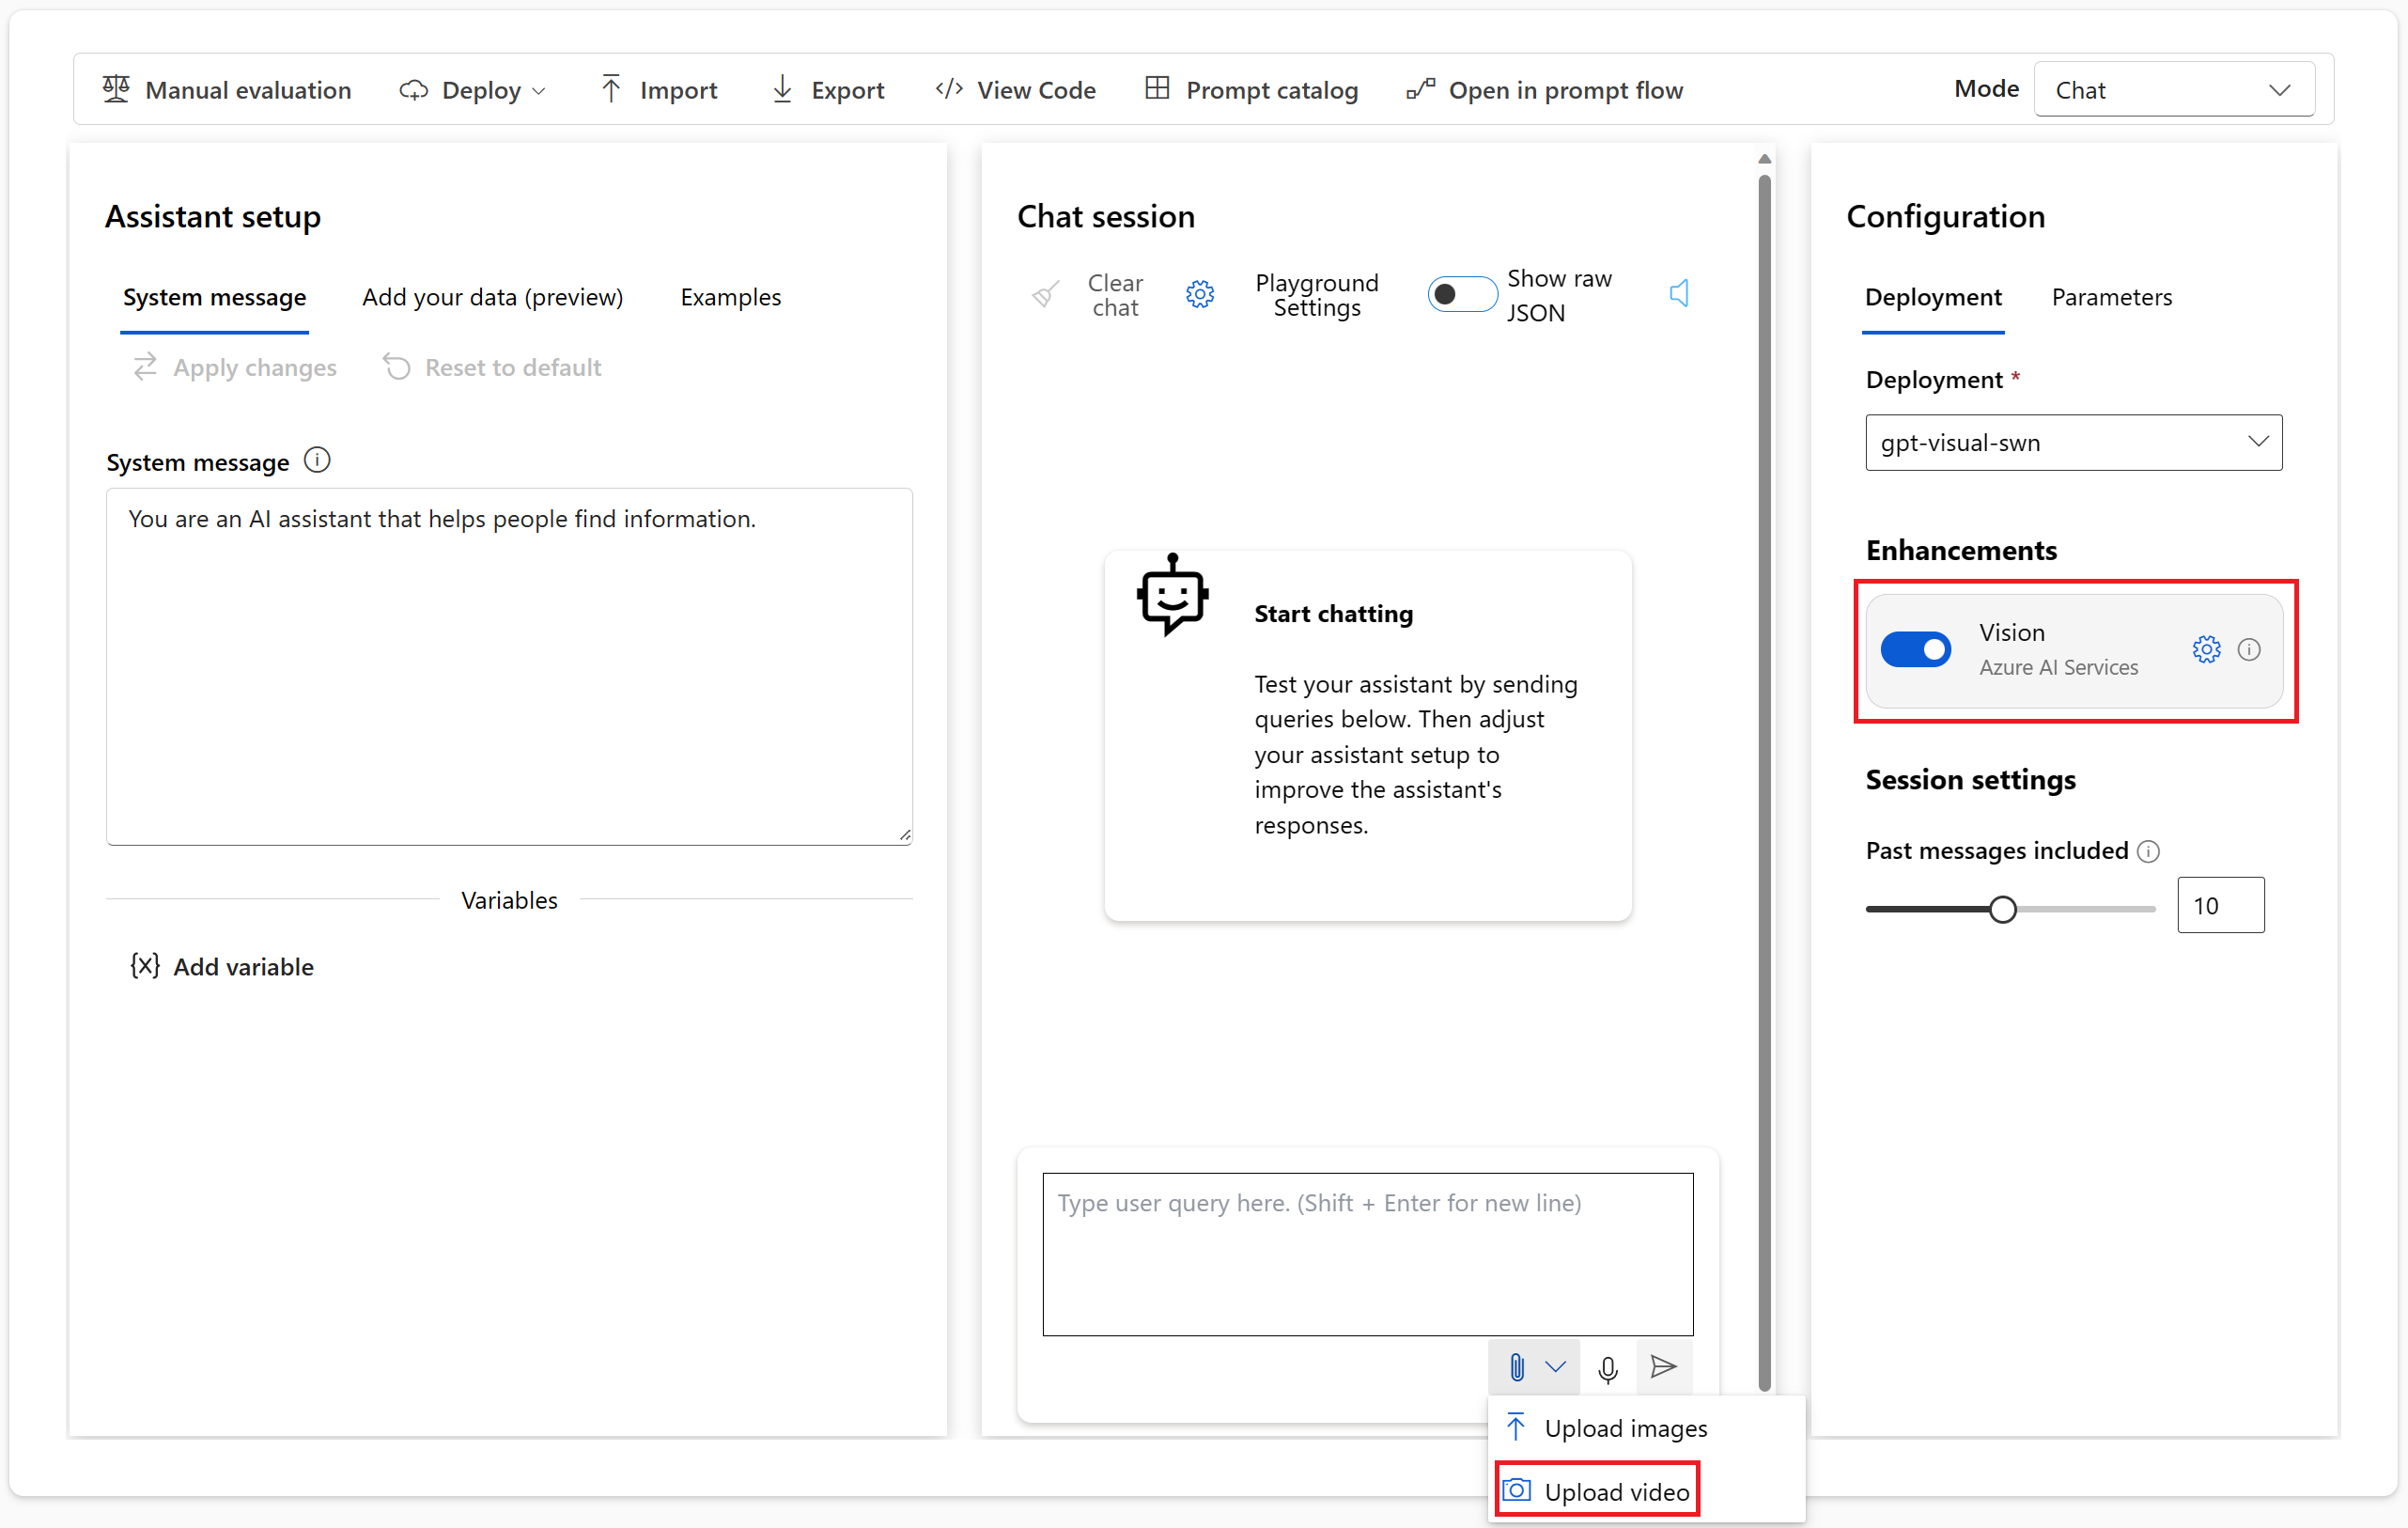 Manual evaluation Deploy Import Export View Code Prompt catalog Open in prompt flow Mode Chat
Assistant setup
System message Add your data (preview) Examples
Apply changes Reset to default
System message
You are an AI assistant that helps people find information.
Variables
{x} Add variable
Chat session
Clear
chat
Playground
Settings
Show raw
JSON
Start chatting
Test your assistant by sending
queries below. Then adjust
your assistant setup to
improve the assistant's
responses.
Type user query here. (Shift + Enter for new line)
Upload images
Upload video
Configuration
Deployment Parameters
Deployment *
gpt-visual-swn
Enhancements
Vision
Azure AI Services
Session settings
Past messages included
10